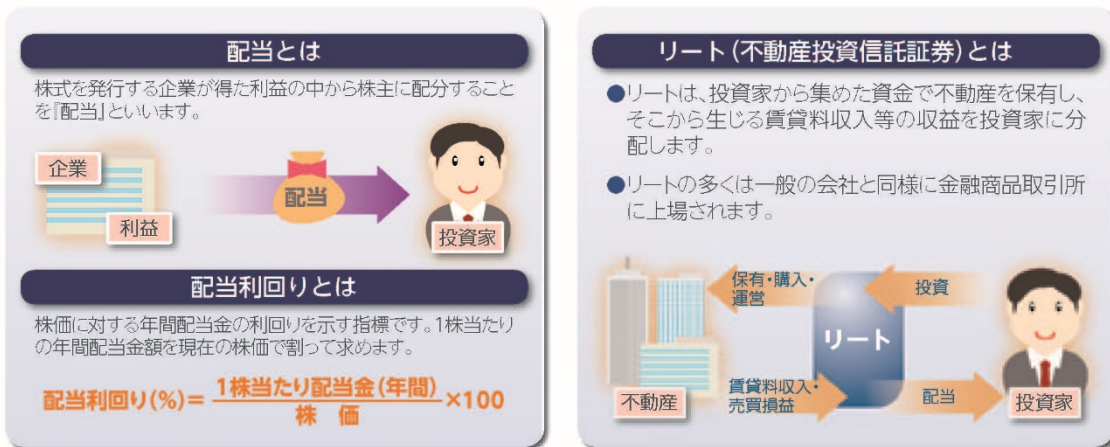 配当とは
株式を発行する企業が得た利益の中から株主に配分すること
を『配当』といいます。
企業
利益
配当
投資家
配当利回りとは
株価に対する年間配当金の利回りを示す指標です。1株当たり
の年間配当金額を現在の株価で割って求めます。
配当利回り(%)= 1株当たり配当金(年間) ×100
株 価
リート(不動産投資信託証券)とは
●リートは、投資家から集めた資金で不動産を保有し、
そこから生じる賃貸料収入等の収益を投資家に分
配します。
●リートの多くは一般の会社と同様に金融商品取引所
に上場されます。
保有・購入・
運営
投資
リート
賃貸料収入・
売買損益
配当
不動産
投資家